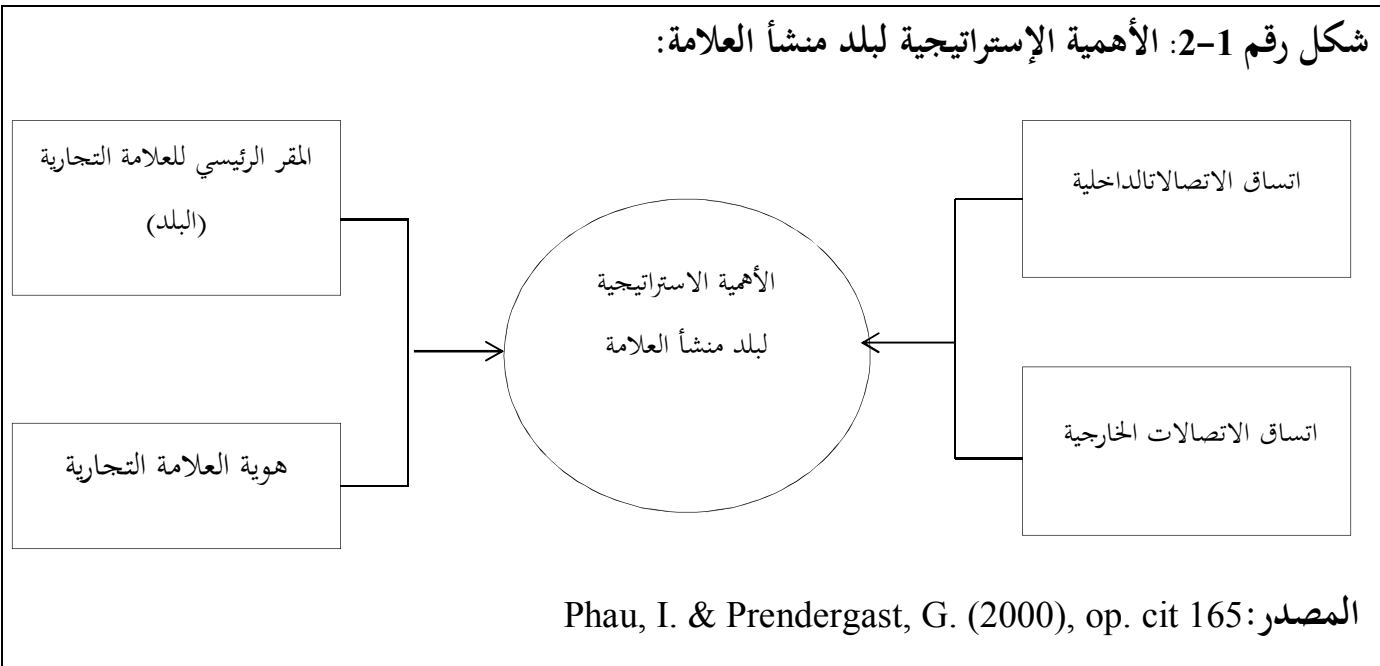 شكل رقم 1-2: الأهمية الإستراتيجية لبلد منشأ العلامة:
اتساق الاتصالاتالداخلية
اتساق الاتصالات الخارجية
الأهمية الاستراتيجية
لبلد منشأ العلامة
المقر الرئيسي للعلامة التجارية
(البلد)
هوية العلامة التجارية
المصدر: Phau, I. & Prendergast, G. (2000), op. cit 165